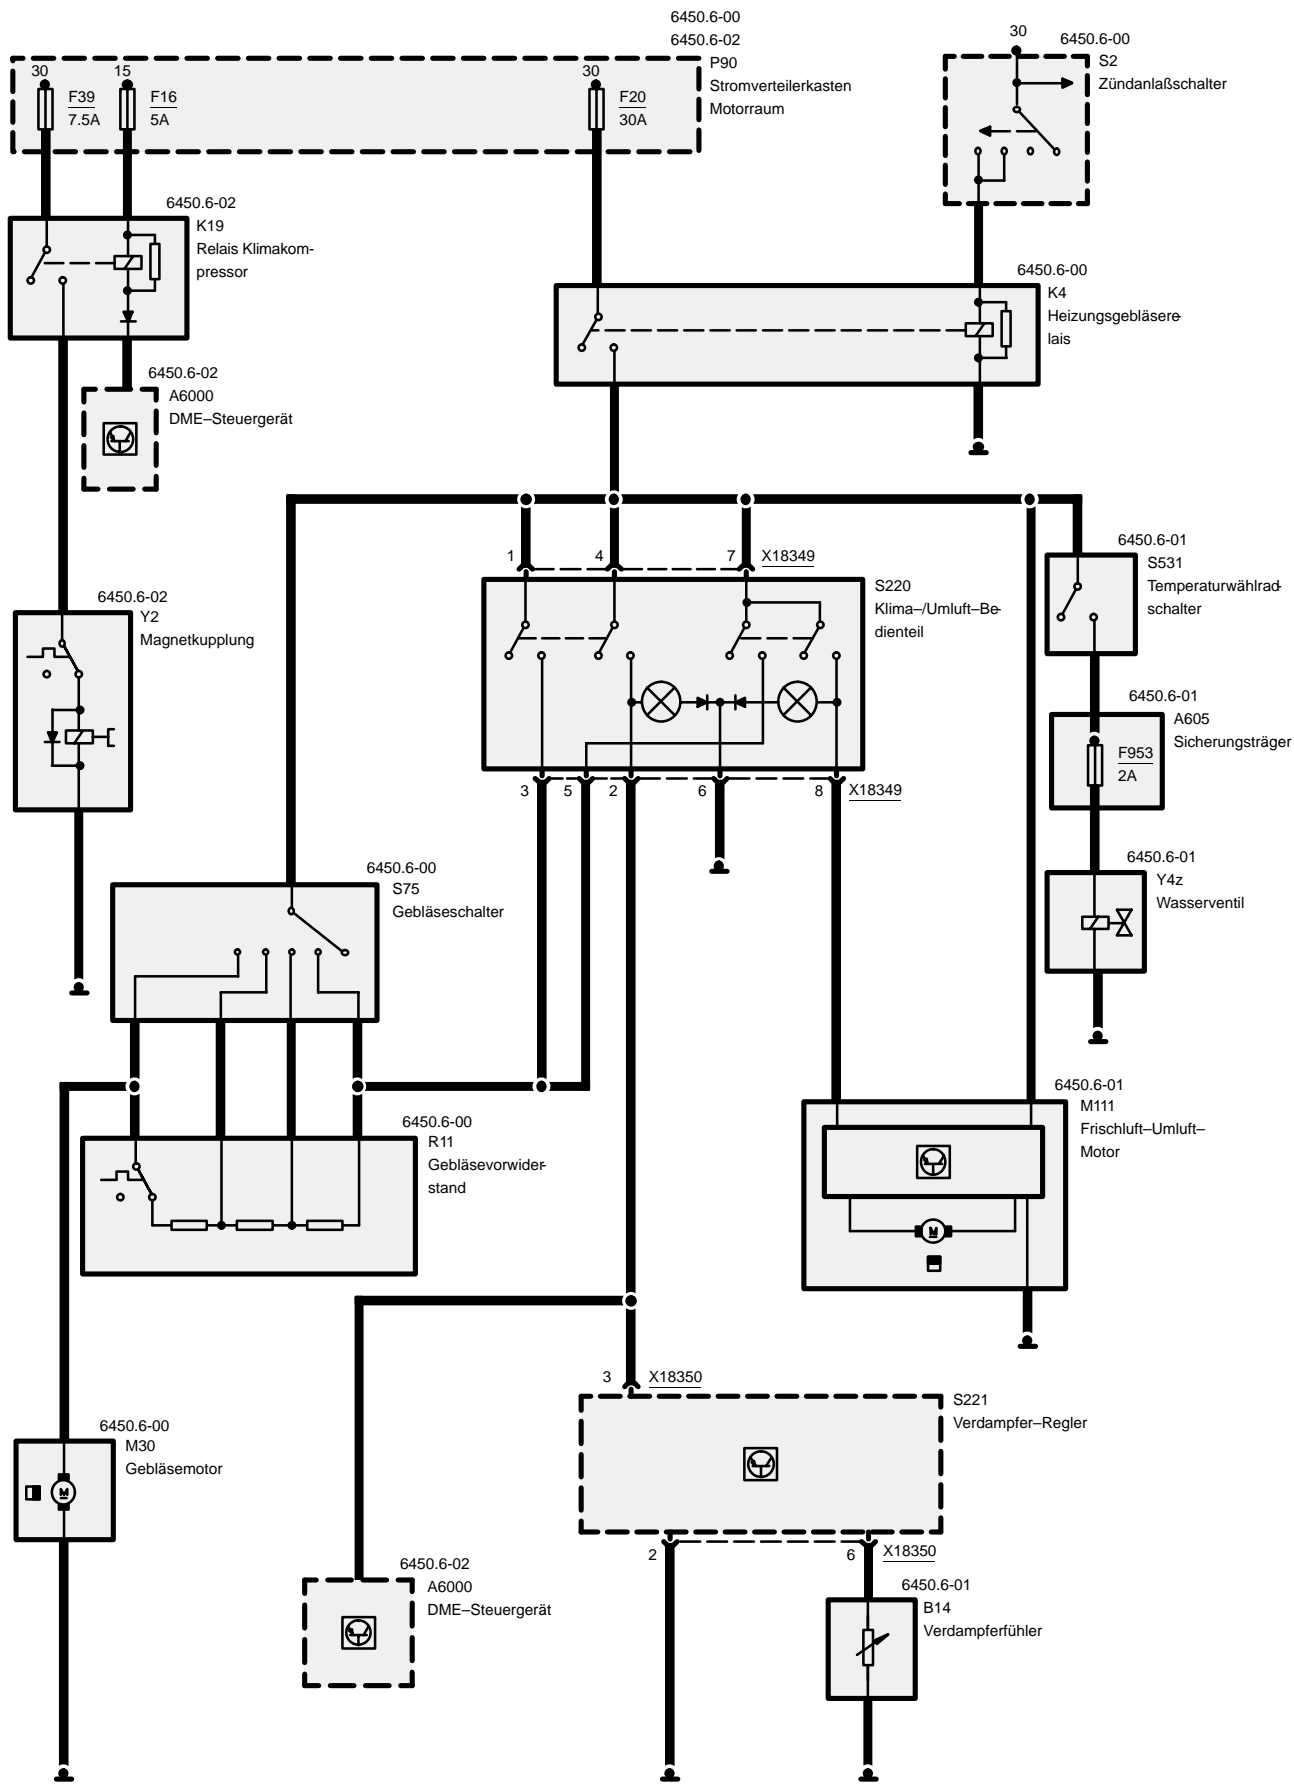 6450.6-00
6450.6-02
P90
Stromverteilerkasten
Motorraum
30
15
30
F39
7.5A
F16
5A
F20
30A
30
6450.6-00
S2
Zündanlaßschalter
6450.6-02
K19
Relais Klimakom-
pressor
6450.6-00
K4
Heizungsgebläsere-
lais
6450.6-02
A6000
DME–Steuergerät
1
4
7
X18349
6450.6-01
S531
Temperaturwählrad-
schalter
S220
Klima–/Umluft–Be-
dienteil
6450.6-02
Y2
Magnetkupplung
6450.6-01
A605
Sicherungsträger
F953
2A
3
5
2
6
8
X18349
6450.6-00
S75
Gebläseschalter
6450.6-01
Y4z
Wasserventil
6450.6-01
M111
Frischluft–Umluft–
Motor
M
6450.6-00
R11
Gebläsevorwider-
stand
3
X18350
S221
Verdampfer–Regler
6450.6-00
M30
Gebläsemotor
M
2
6
X18350
6450.6-02
A6000
DME–Steuergerät
6450.6-01
B14
Verdampferfühler